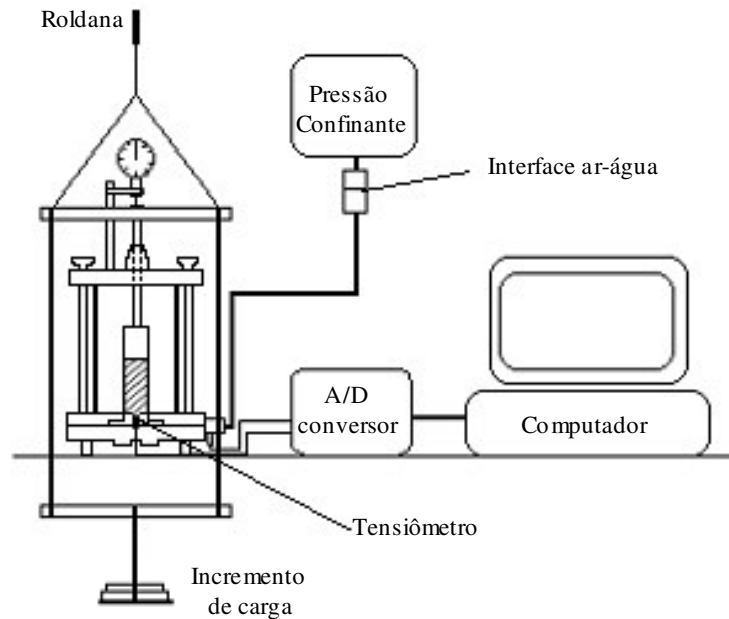 Roldana
Pressão
Confinante
Interface ar-água
A/D
conversor
Computador
Tensiômetro
Incremento
de carga